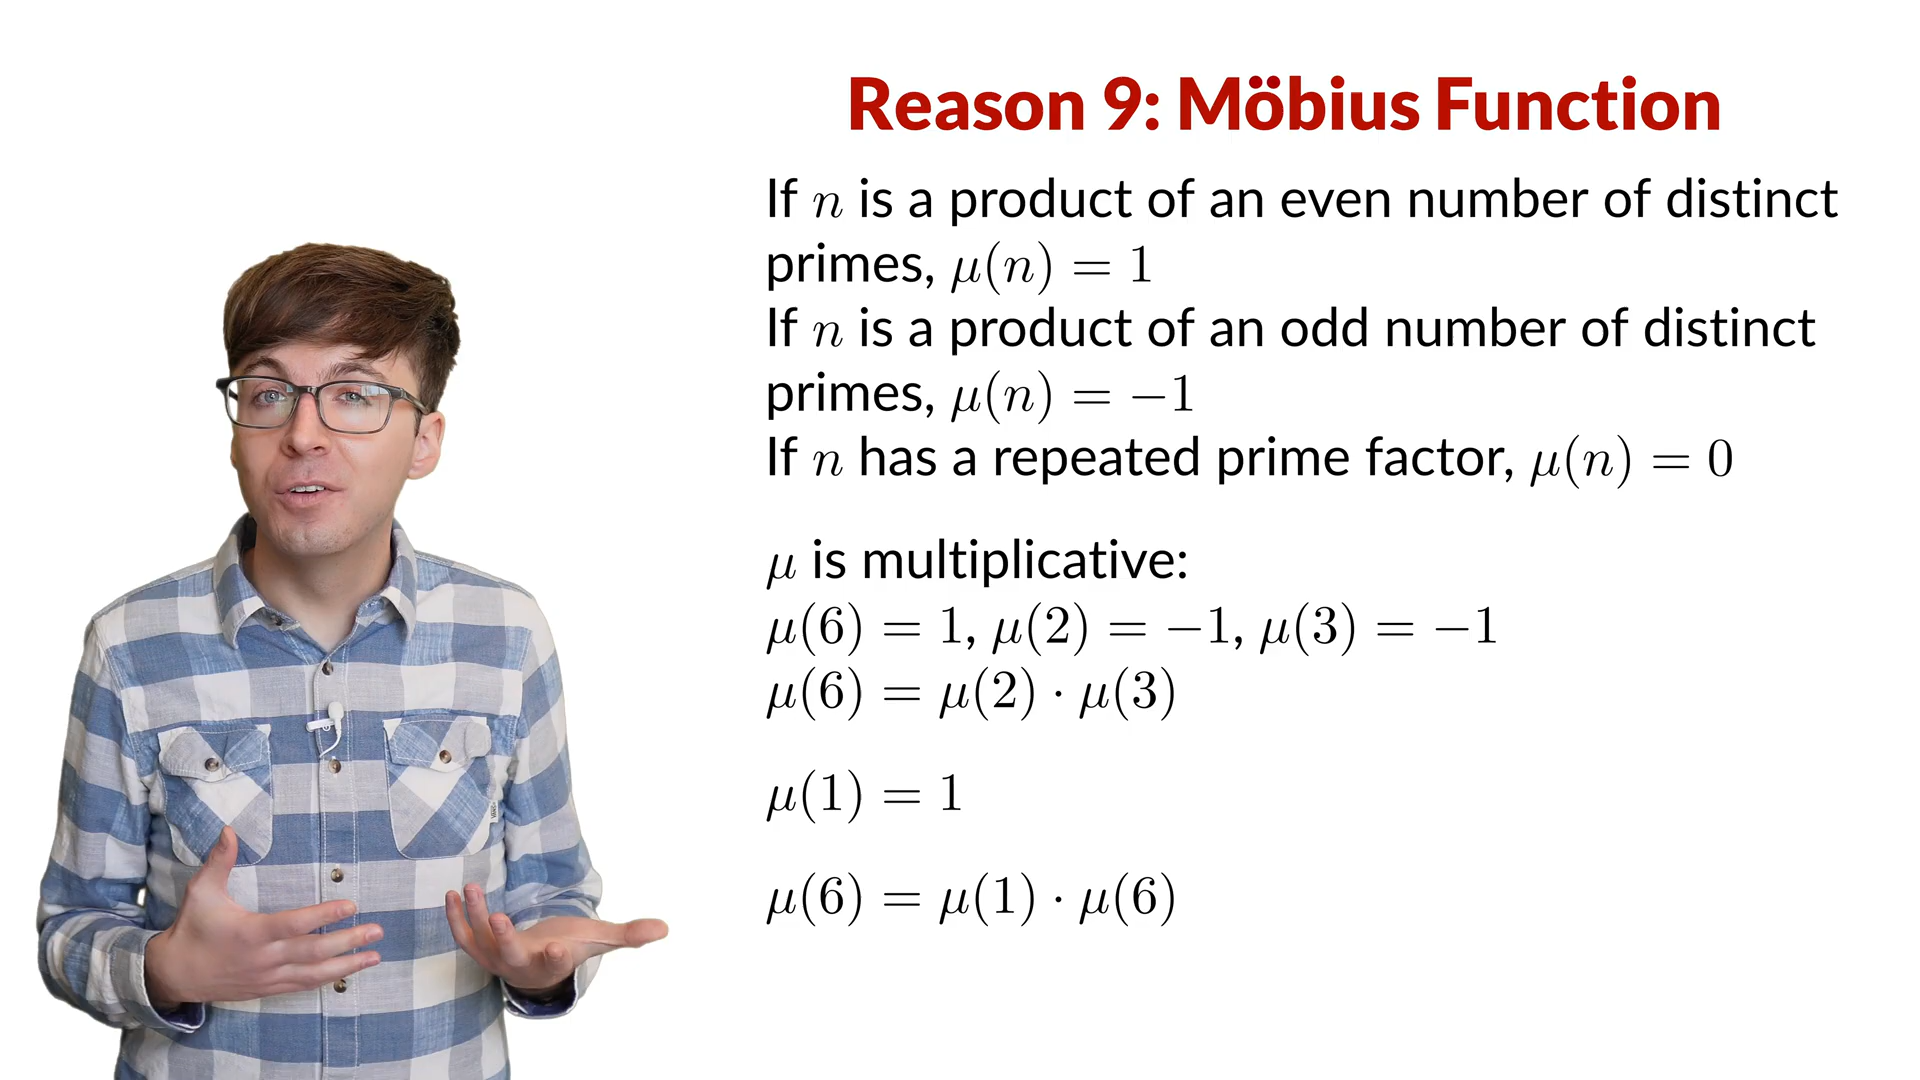 Reason 9: Möbius Function
If n is a product of an even number of distinct
primes, μ(n) = 1
If n is a product of an odd number of distinct
primes, μ(n) = −1
If n has a repeated prime factor, μ(n) = 0
μ is multiplicative:
μ(6) = 1, μ(2) = −1, μ(3) = −1
μ(6) = μ(2) · μ(3)
μ(1) = 1
μ(6) = μ(1) · μ(6)